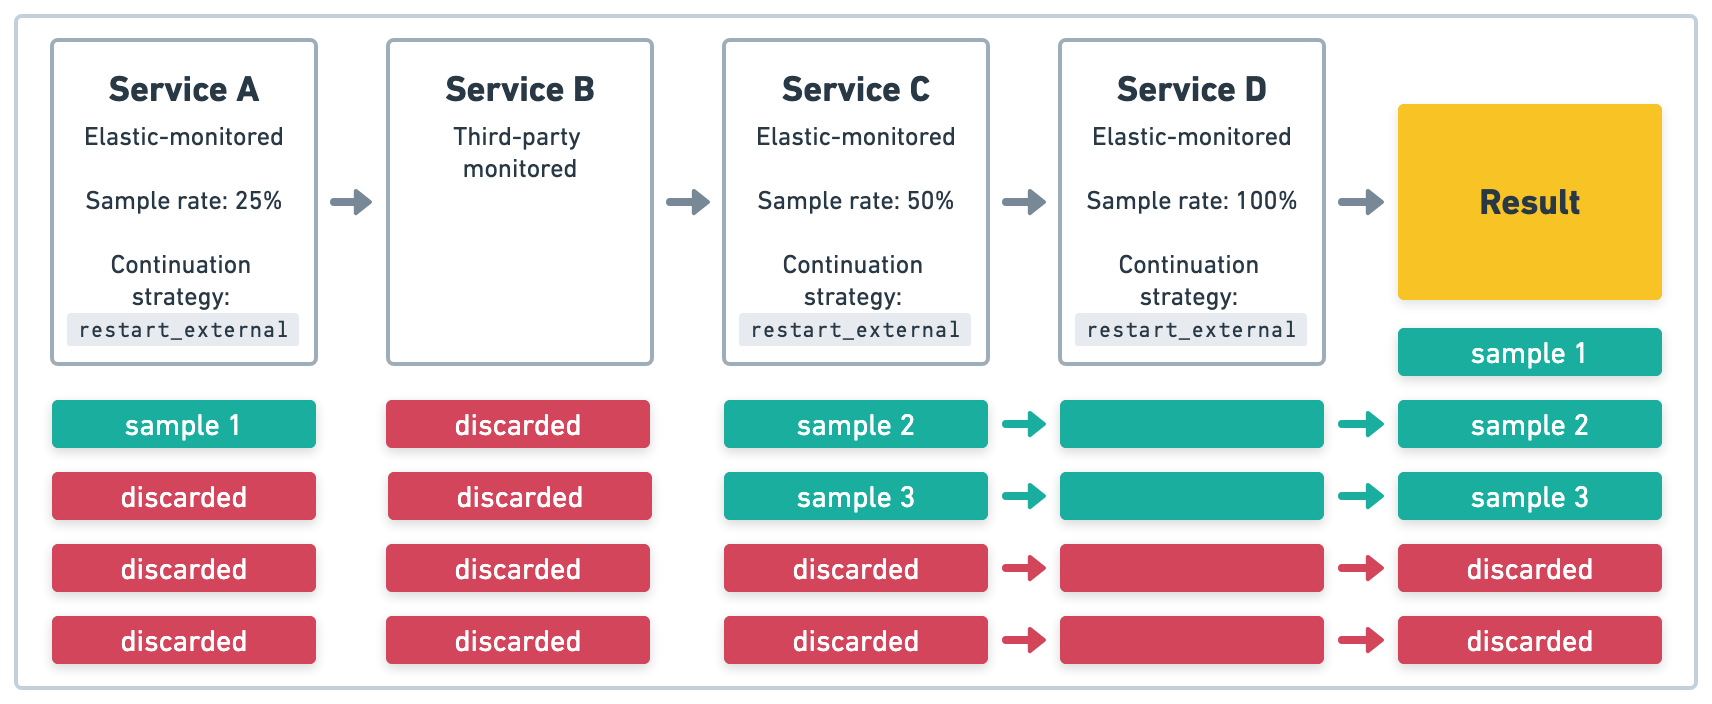 Service A
Elastic-monitored
Sample rate: 25%
Continuation
strategy:
restart_external
Service B
Third-party
monitored
Service C
Elastic-monitored
Sample rate: 50%
Continuation
strategy:
restart_external
Service D
Elastic-monitored
Sample rate: 100%
Continuation
strategy:
restart_external
Result
sample 1
sample 1
discarded
sample 2
sample 2
discarded
discarded
sample 3
sample 3
discarded
discarded
discarded
discarded
discarded
discarded
discarded
discarded